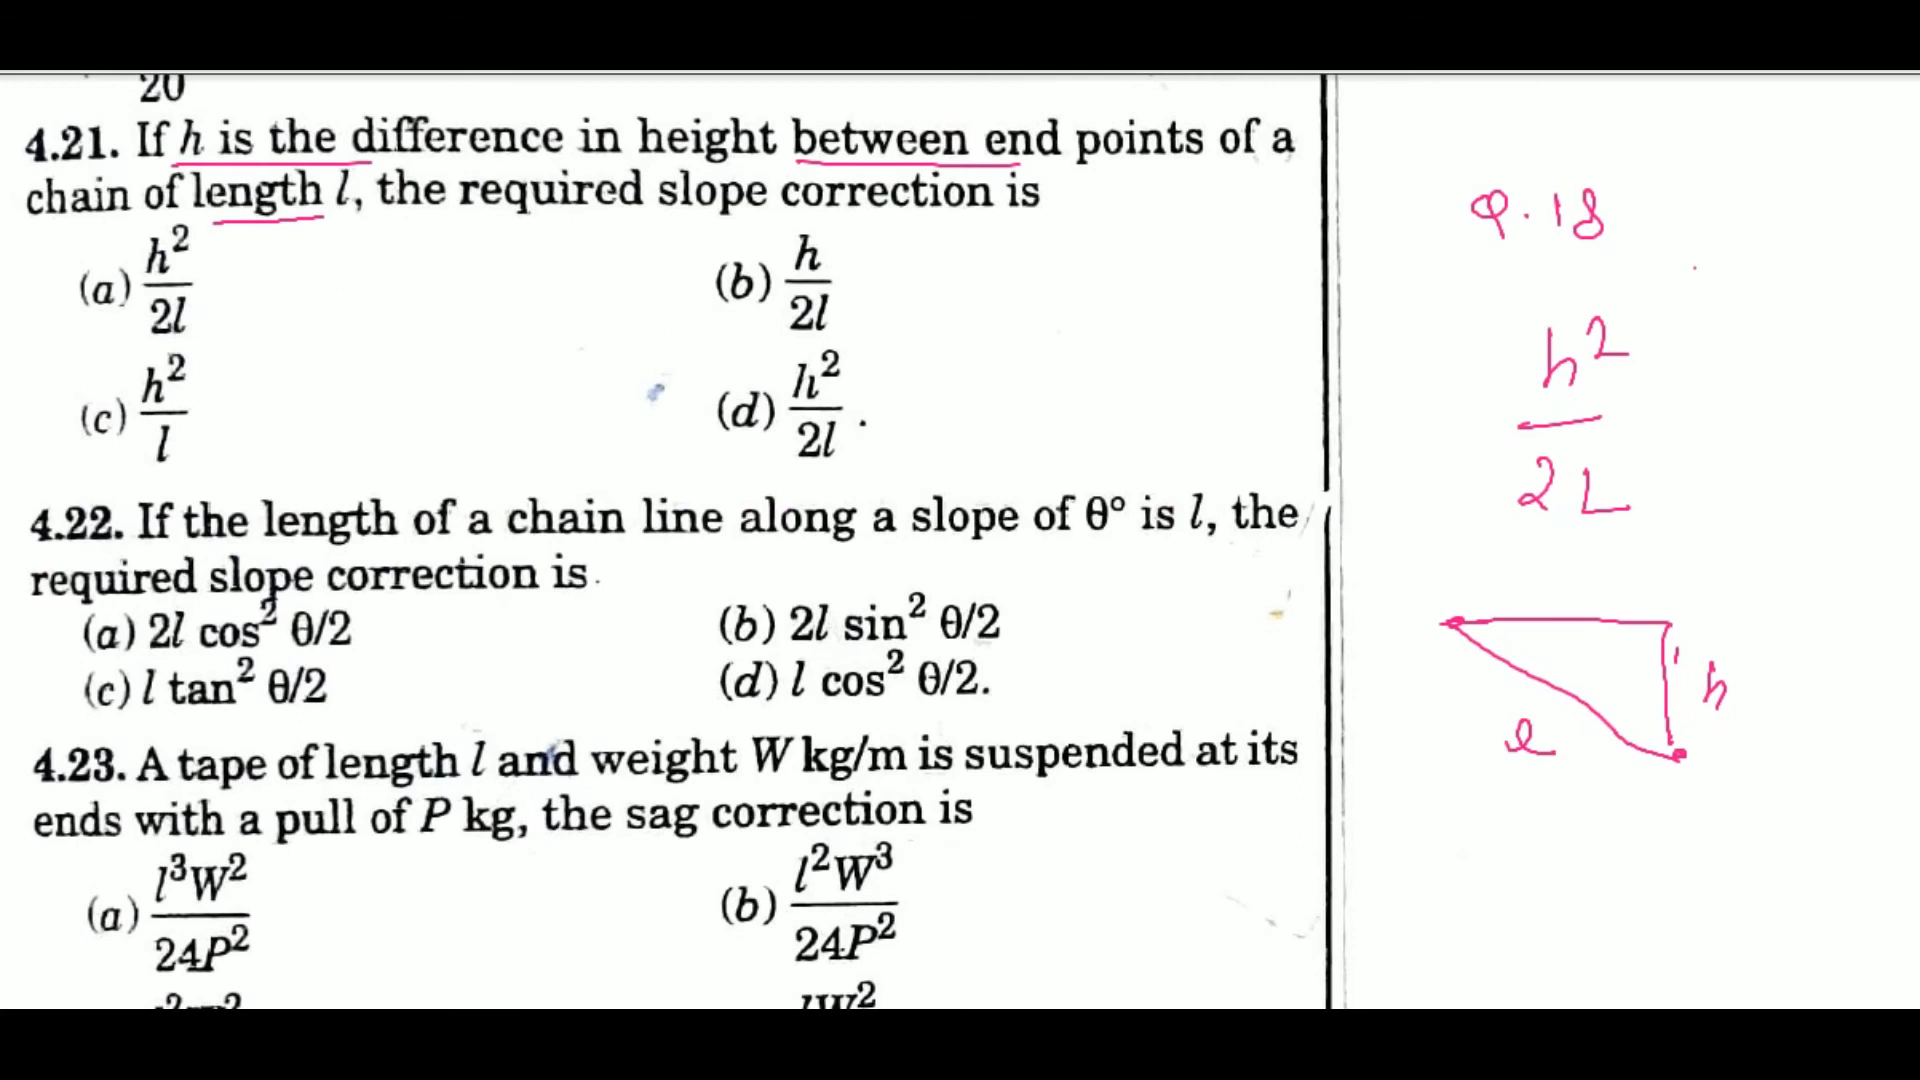 20
4.21. If h is the difference in height between end points of a
chain of length l, the required slope correction is
(a) h²/2l (b) h/2l
(c) h²/l (d) h²/2l .
4.22. If the length of a chain line along a slope of θ° is l, the
required slope correction is
(a) 2l cos² θ/2 (b) 2l sin² θ/2
(c) l tan² θ/2 (d) l cos² θ/2.
4.23. A tape of length l and weight W kg/m is suspended at its
ends with a pull of P kg, the sag correction is
(a) l³W²/24P² (b) l²W³/24P²
h²
2L
h
l